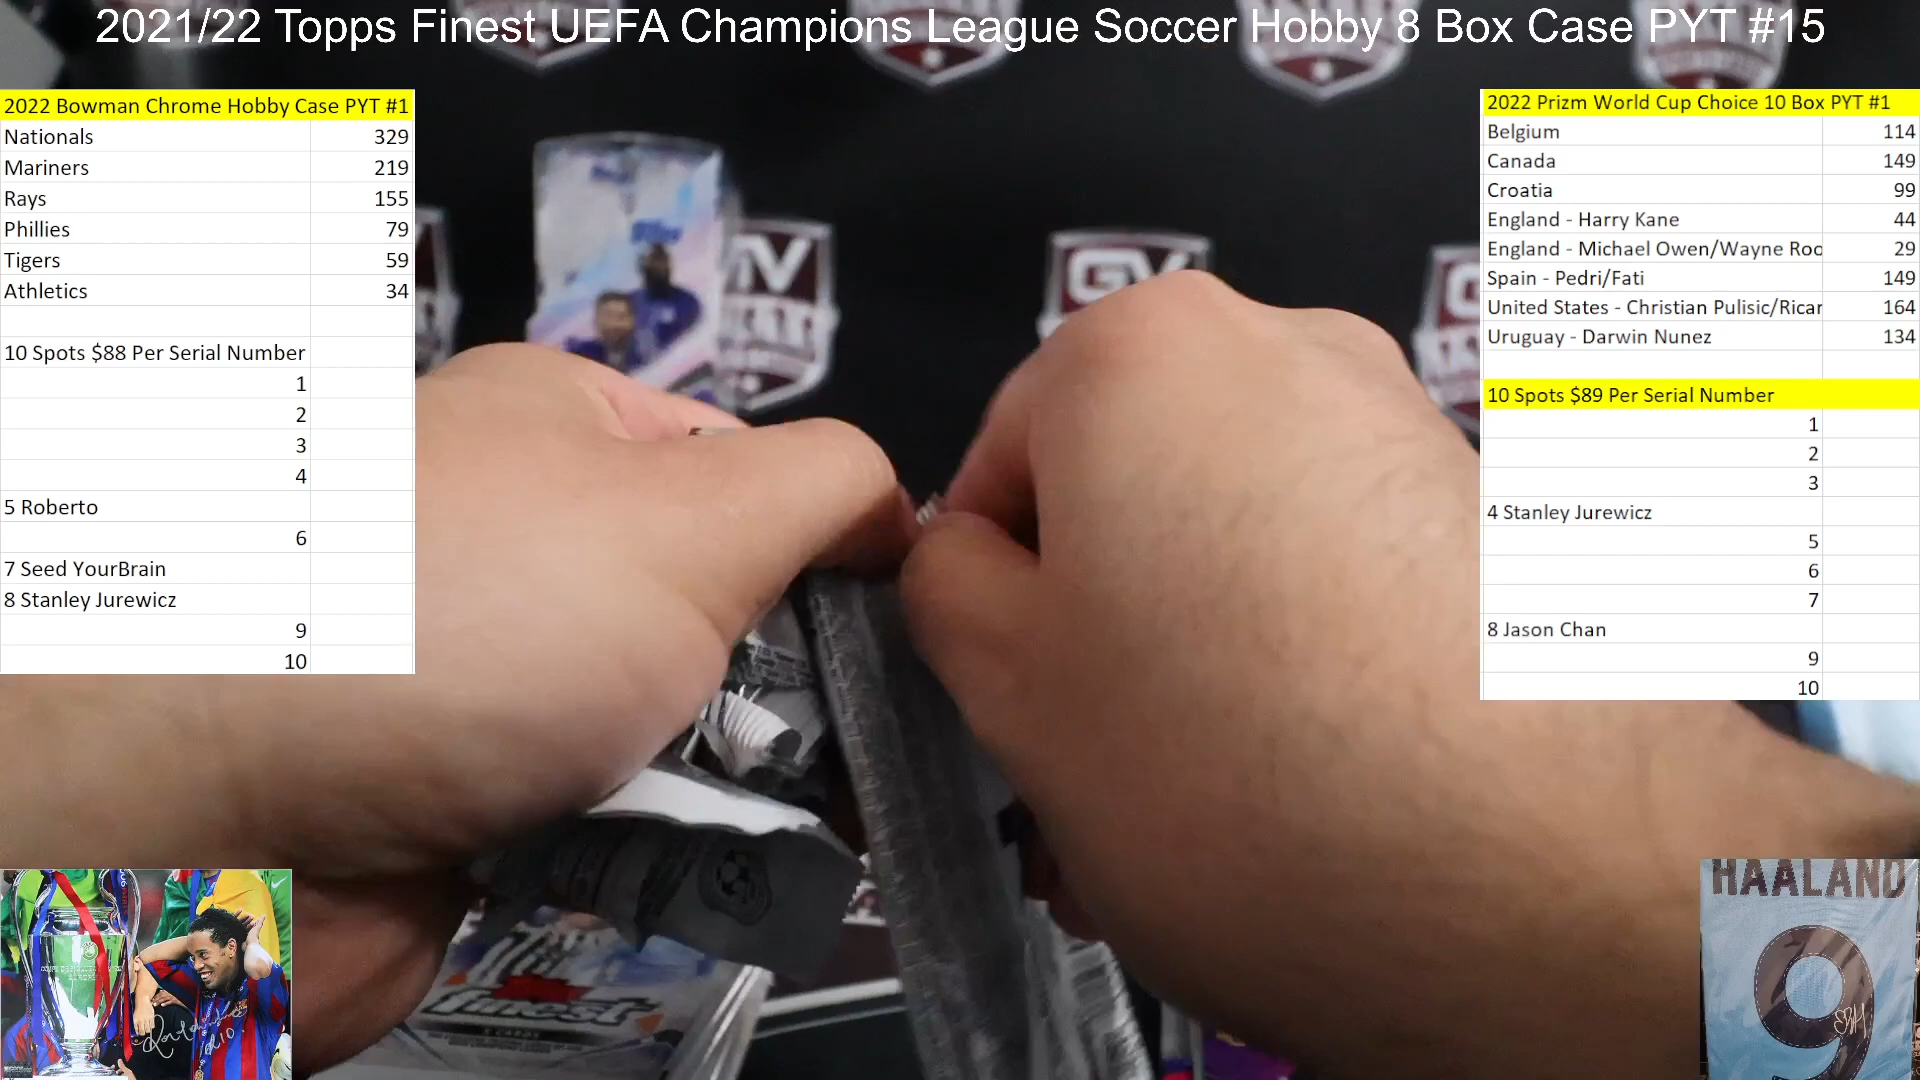 2021/22 Topps Finest UEFA Champions League Soccer Hobby 8 Box Case PYT #15
2022 Bowman Chrome Hobby Case PYT #1
Nationals 329
Mariners 219
Rays 155
Phillies 79
Tigers 59
Athletics 34
10 Spots $88 Per Serial Number
1
2
3
4
5 Roberto
6
7 Seed YourBrain
8 Stanley Jurewicz
9
10
2022 Prizm World Cup Choice 10 Box PYT #1
Belgium 114
Canada 149
Croatia 99
England - Harry Kane 44
England - Michael Owen/Wayne Roo 29
Spain - Pedri/Fati 149
United States - Christian Pulisic/Ricar 164
Uruguay - Darwin Nunez 134
10 Spots $89 Per Serial Number
1
2
3
4 Stanley Jurewicz
5
6
7
8 Jason Chan
9
10
GV
finest
HAALAND
9